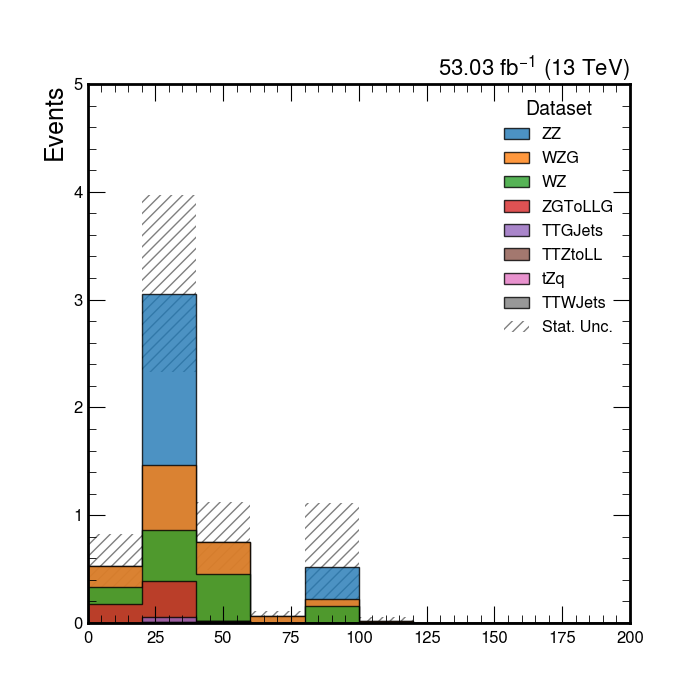 53.03 fb⁻¹ (13 TeV)
Events
5
4
3
2
1
0
0 25 50 75 100 125 150 175 200
Dataset
ZZ
WZG
WZ
ZGToLLG
TTGJets
TTZtoLL
tZq
TTWJets
Stat. Unc.